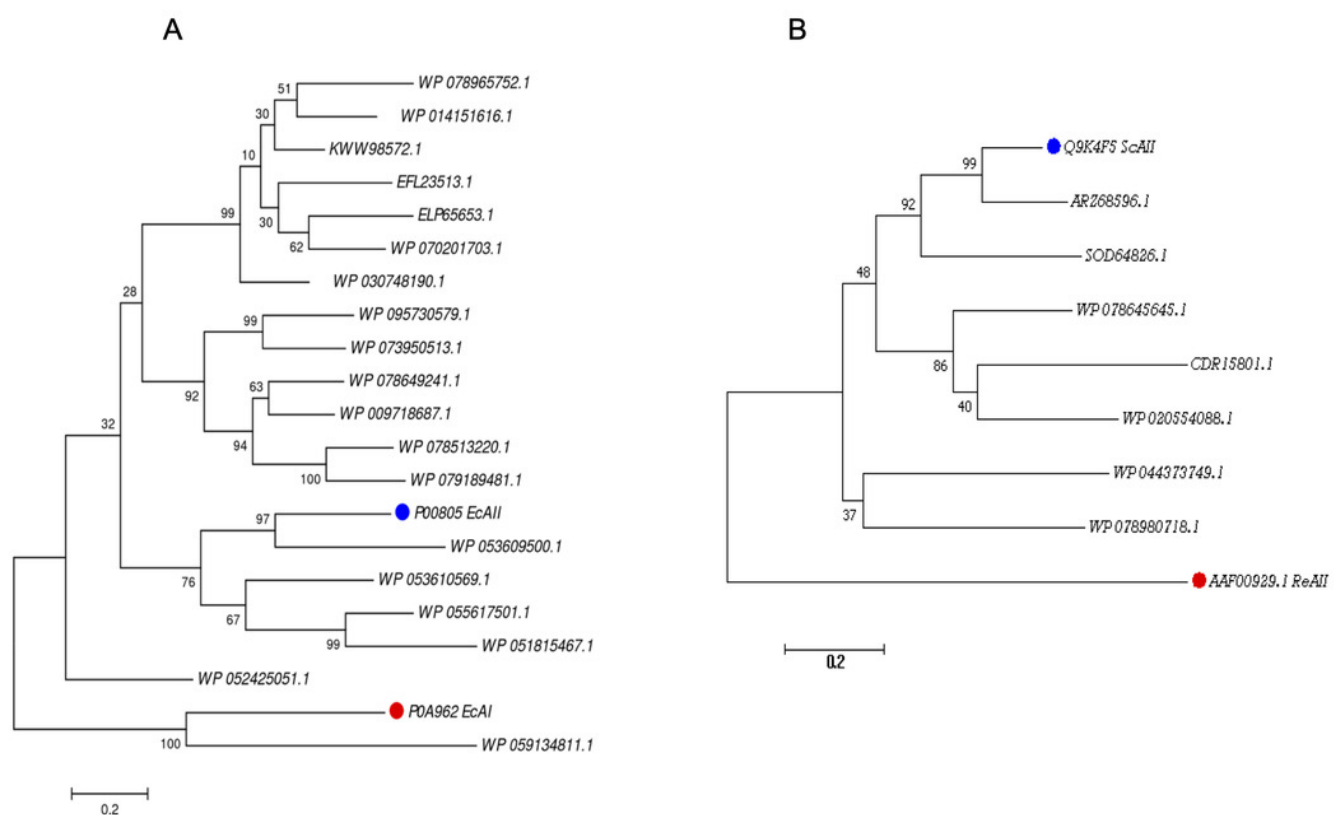 A
B
51
WP 078965752.1
30
WP 014151616.1
10
KWW98572.1
EFL23513.1
99
30
ELP65653.1
62
WP 070201703.1
28
WP 030748190.1
99
WP 095730579.1
WP 073950513.1
92
63
WP 078649241.1
WP 009718687.1
32
94
WP 078513220.1
100
WP 079189481.1
97
P00805 EcAII
WP 053609500.1
76
WP 053610569.1
67
WP 055617501.1
99
WP 051815467.1
WP 052425051.1
P0A962 EcAI
100
WP 059134811.1
0.2
99
Q9K4F5 ScAII
92
ARZ68596.1
48
SOD64826.1
WP 078645645.1
86
CDR15801.1
40
WP 020554088.1
WP 044373749.1
37
WP 078980718.1
AAF00929.1 ReAII
0.2